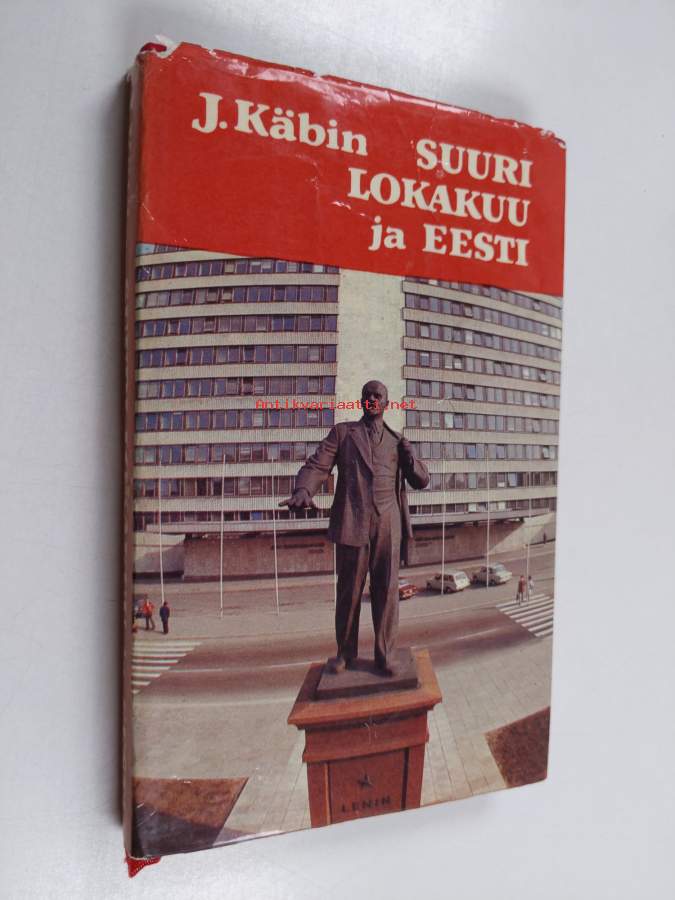 J. Käbin SUURI
LOKAKUU
ja EESTI
Antikvariaatti.net
LENIN